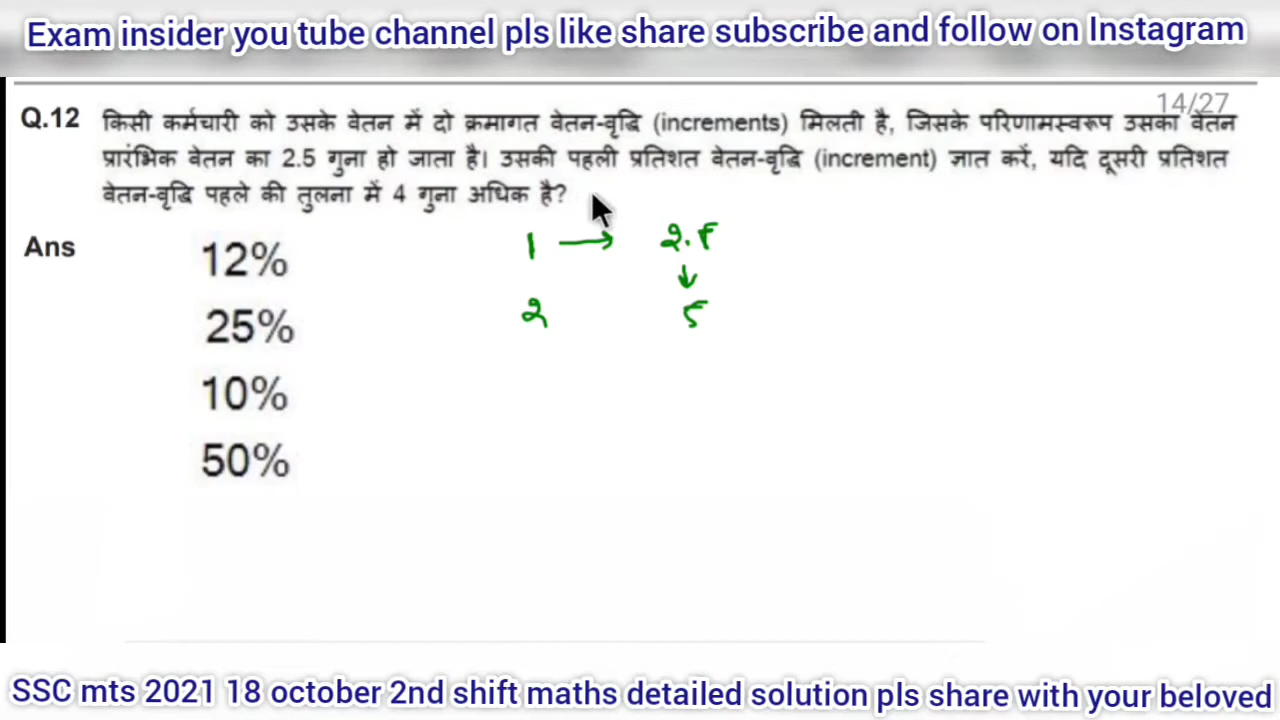 Exam insider you tube channel pls like share subscribe and follow on Instagram
14/27
Q.12 किसी कर्मचारी को उसके वेतन में दो क्रमागत वेतन-वृद्धि (increments) मिलती है, जिसके परिणामस्वरूप उसका वेतन
प्रारंभिक वेतन का 2.5 गुना हो जाता है। उसकी पहली प्रतिशत वेतन-वृद्धि (increment) ज्ञात करें, यदि दूसरी प्रतिशत
वेतन-वृद्धि पहले की तुलना में 4 गुना अधिक है?
1 → 2.5
↓
2 5
Ans 12%
25%
10%
50%
SSC mts 2021 18 october 2nd shift maths detailed solution pls share with your beloved